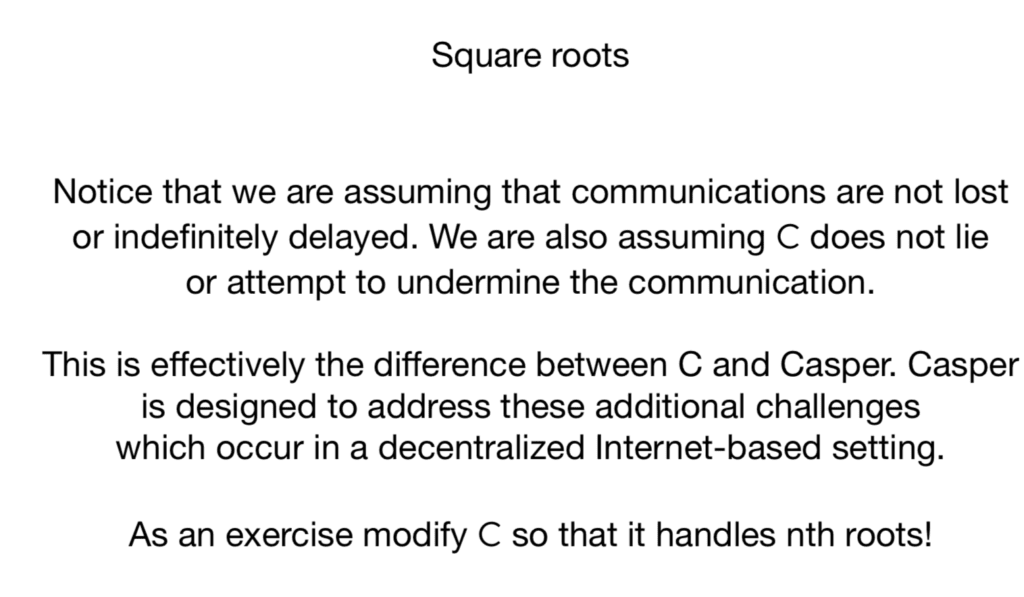 Square roots
Notice that we are assuming that communications are not lost
or indefinitely delayed. We are also assuming C does not lie
or attempt to undermine the communication.
This is effectively the difference between C and Casper. Casper
is designed to address these additional challenges
which occur in a decentralized Internet-based setting.
As an exercise modify C so that it handles nth roots!